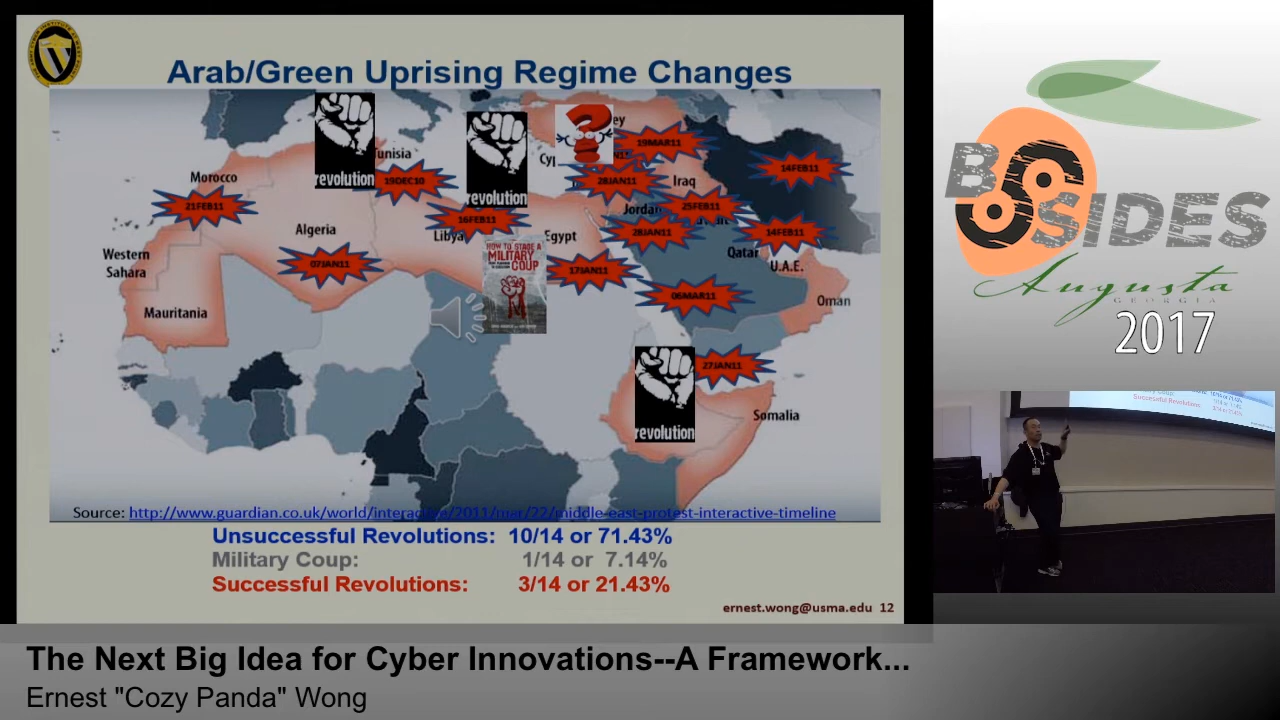 Arab/Green Uprising Regime Changes
revolution
Tunisia
19DEC10
revolution
19MAR11
14FEB11
Morocco
21FEB11
28JAN11
Iraq
25FEB11
16FEB11
Libya
Jordan
28JAN11
14FEB11
Algeria
07JAN11
HOW TO STAGE A
MILITARY
COUP
Egypt
17JAN11
Qatar
U.A.E.
Western
Sahara
Mauritania
06MAR11
Oman
27JAN11
revolution
Somalia
Source: http://www.guardian.co.uk/world/interactive/2011/mar/22/middle-east-protest-interactive-timeline
Unsuccessful Revolutions: 10/14 or 71.43%
Military Coup: 1/14 or 7.14%
Successful Revolutions: 3/14 or 21.43%
ernest.wong@usma.edu 12
BSIDES
Augusta
GEORGIA
2017
The Next Big Idea for Cyber Innovations--A Framework...
Ernest "Cozy Panda" Wong